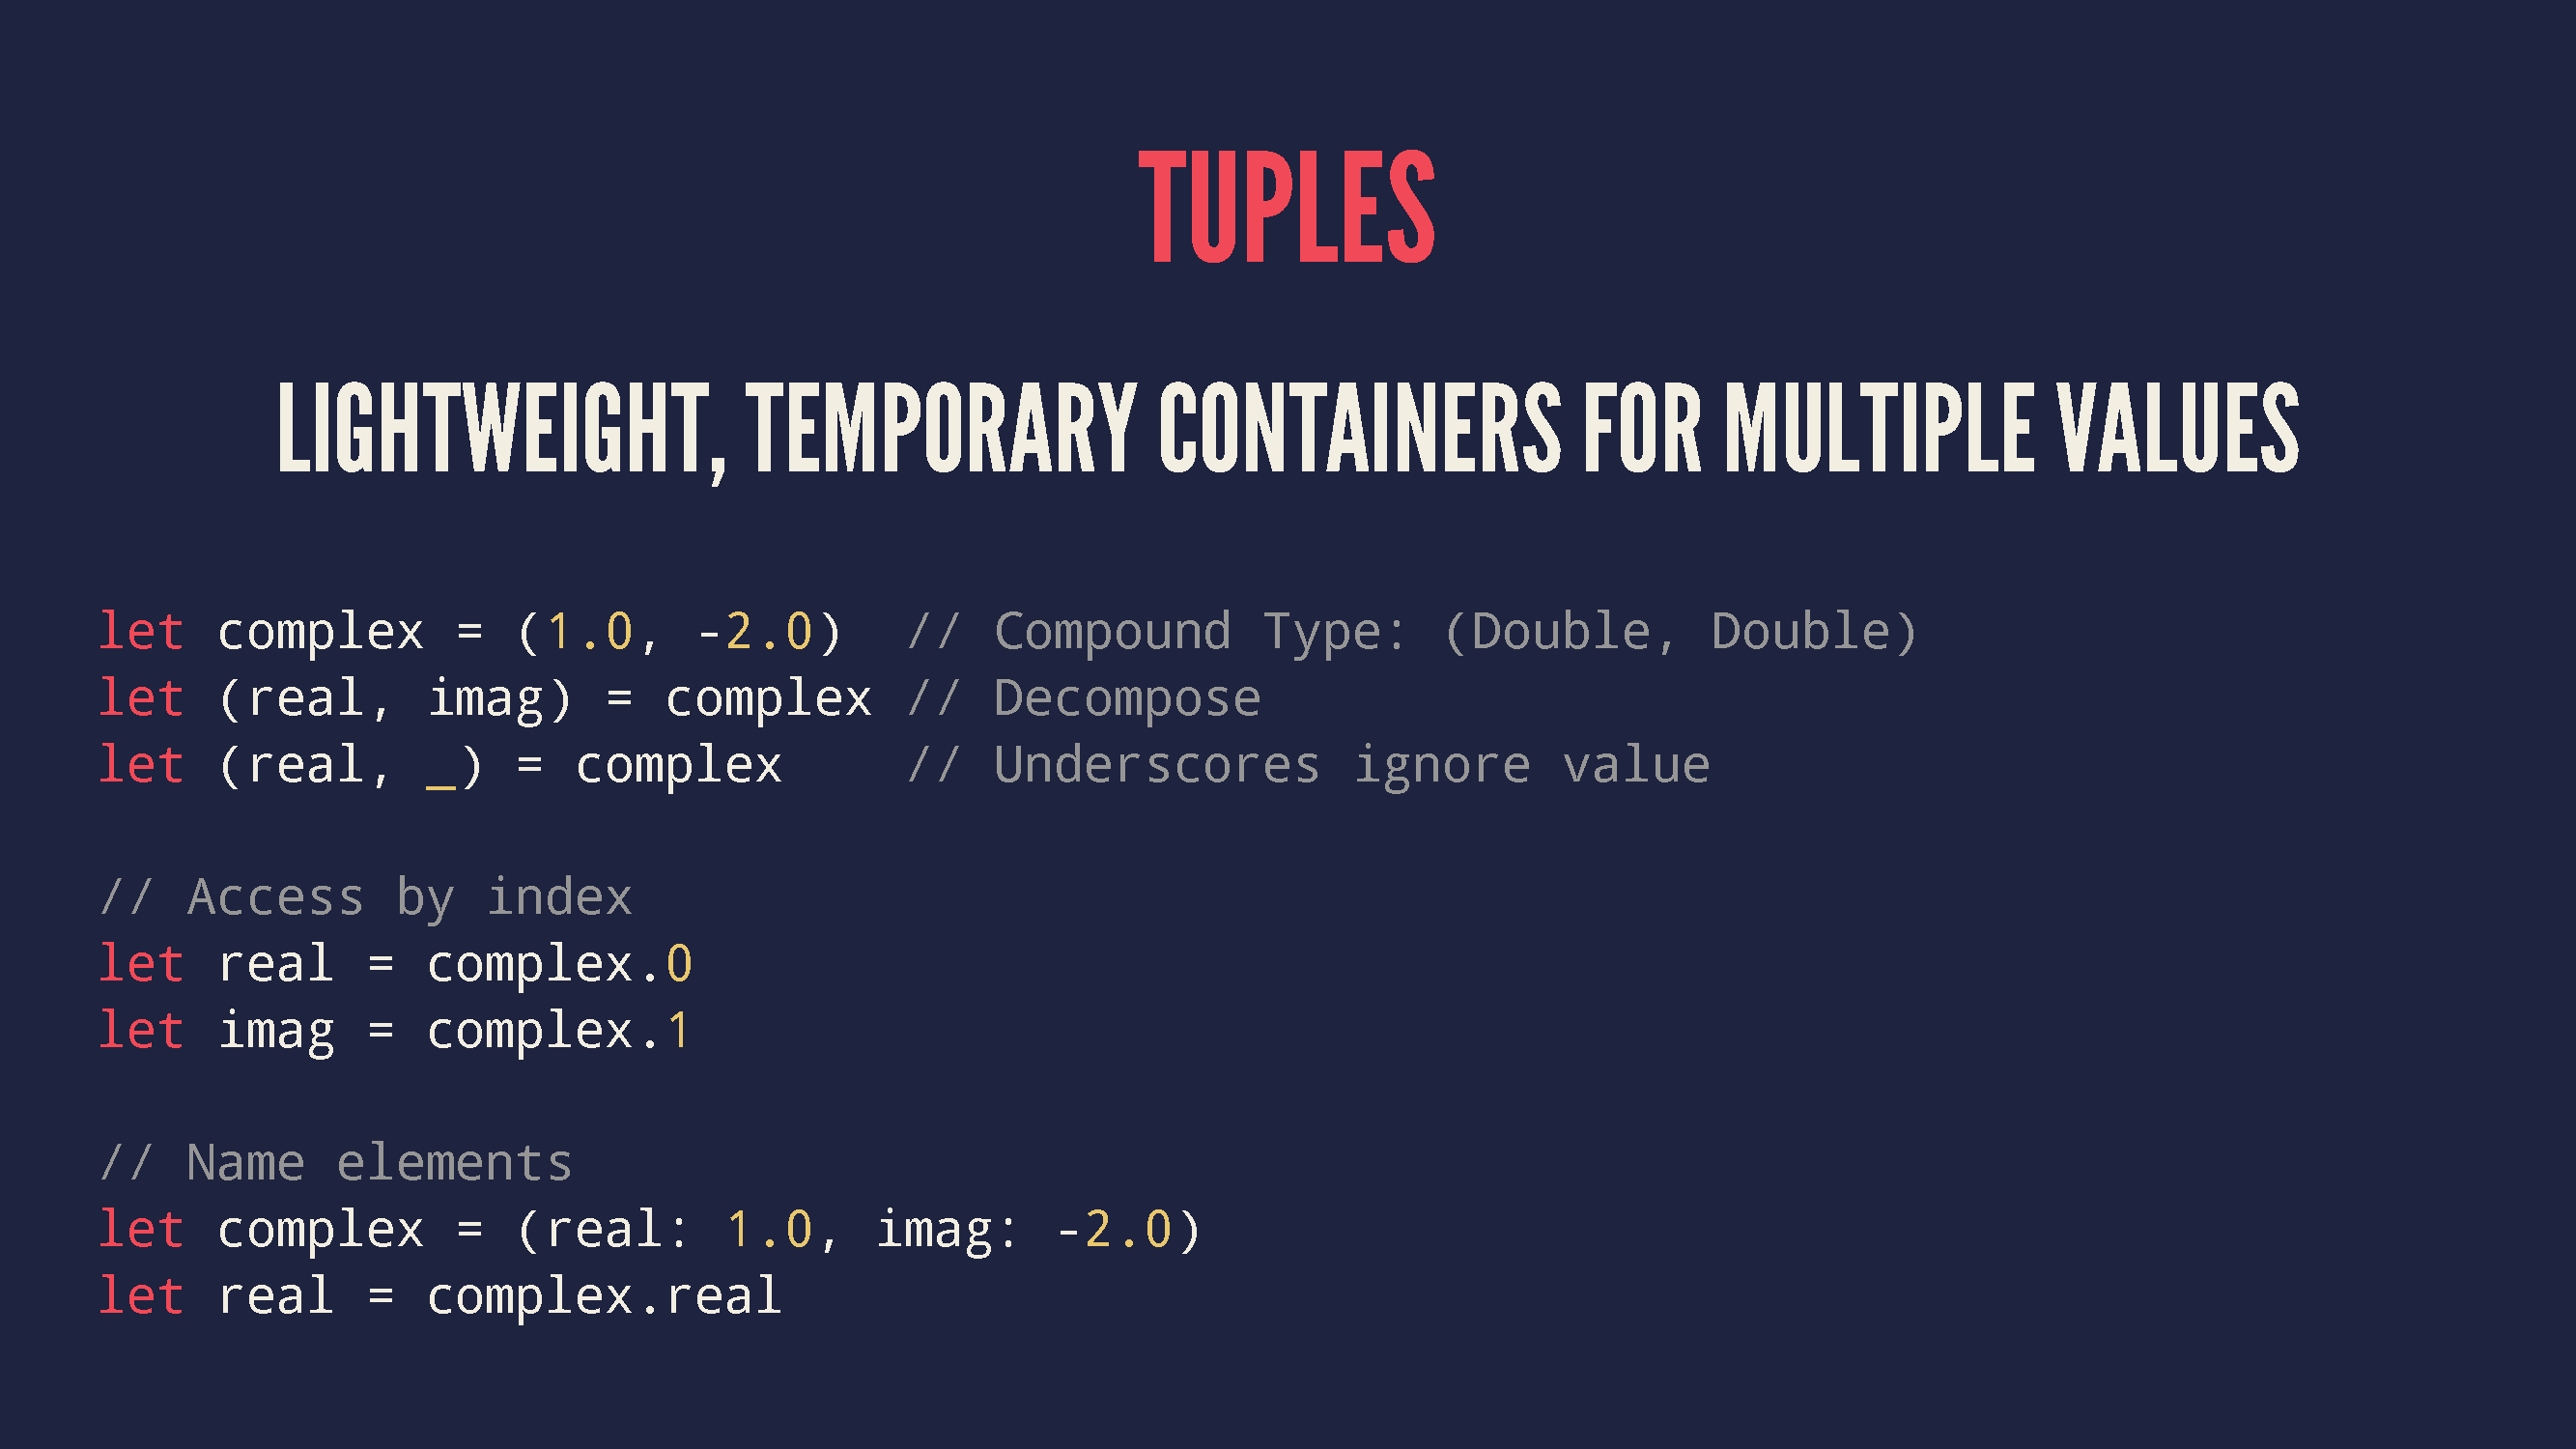 TUPLES
LIGHTWEIGHT, TEMPORARY CONTAINERS FOR MULTIPLE VALUES
let complex = (1.0, -2.0)  // Compound Type: (Double, Double)
let (real, imag) = complex // Decompose
let (real, _) = complex    // Underscores ignore value
// Access by index
let real = complex.0
let imag = complex.1
// Name elements
let complex = (real: 1.0, imag: -2.0)
let real = complex.real